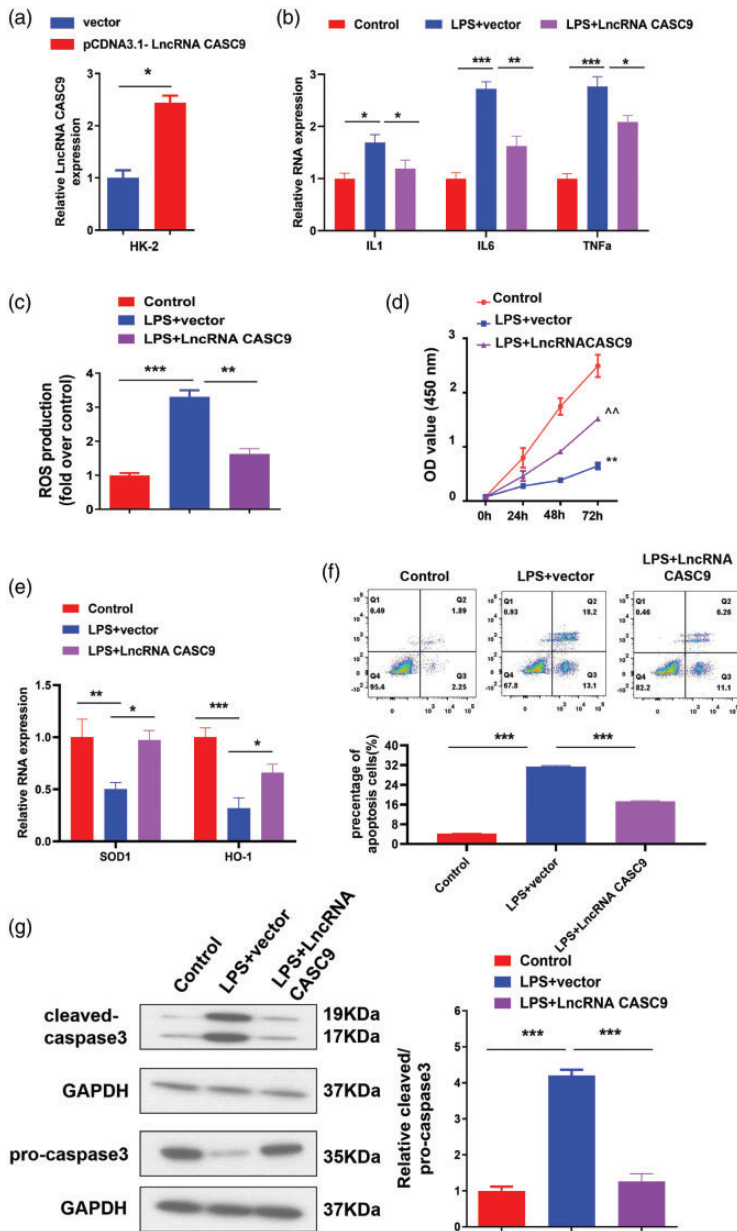 (a)
vector
pCDNA3.1- LncRNA CASC9
Relative LncRNA CASC9
expression
3
2
1
0
*
HK-2
(b)
Control
LPS+vector
LPS+LncRNA CASC9
Relative RNA expression
3
2
1
0
* *
*** **
*** *
IL1
IL6
TNFa
(c)
Control
LPS+vector
LPS+LncRNA CASC9
ROS production
(fold over control)
4
3
2
1
0
*** **
(d)
Control
LPS+vector
LPS+LncRNACASC9
OD value (450 nm)
2
1
0
^^
**
0h
24h
48h
72h
(e)
Control
LPS+vector
LPS+LncRNA CASC9
Relative RNA expression
1.5
1.0
0.5
0.0
** *
*** *
SOD1
HO-1
(f)
Control
LPS+vector
LPS+LncRNA
CASC9
Q1
0.49
Q2
1.89
Q4
95.4
Q3
2.25
Q1
0.93
Q2
18.2
Q4
67.8
Q3
13.1
Q1
0.46
Q2
6.26
Q4
82.2
Q3
11.1
precentage of
apoptosis cells(%)
40
32
24
16
8
0
*** ***
Control
LPS+vector
LPS+LncRNA CASC9
(g)
Control
LPS+vector
LPS+LncRNA
CASC9
cleaved-
caspase3
19KDa
17KDa
GAPDH
37KDa
pro-caspase3
35KDa
GAPDH
37KDa
Control
LPS+vector
LPS+LncRNA CASC9
Relative cleaved/
pro-caspase3
6
5
4
2
1
0
*** ***